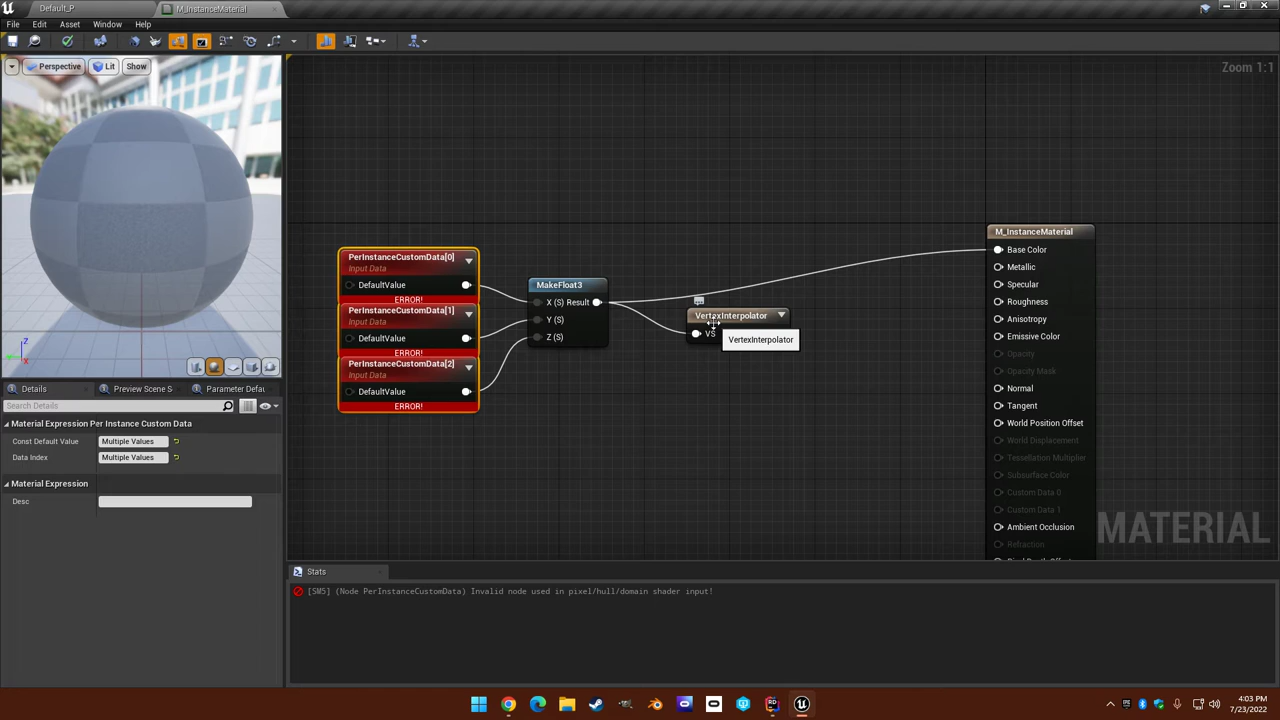 Default_P
M_InstanceMaterial
File Edit Asset Window Help
Perspective Lit Show
Zoom 1:1
PerInstanceCustomData[0]
Input Data
DefaultValue
ERROR!
PerInstanceCustomData[1]
Input Data
DefaultValue
ERROR!
PerInstanceCustomData[2]
Input Data
DefaultValue
ERROR!
MakeFloat3
X (S) Result
Y (S)
Z (S)
VertexInterpolator
VS
VertexInterpolator
M_InstanceMaterial
Base Color
Metallic
Specular
Roughness
Anisotropy
Emissive Color
Opacity
Opacity Mask
Normal
Tangent
World Position Offset
World Displacement
Tessellation Multiplier
Subsurface Color
Custom Data 0
Custom Data 1
Ambient Occlusion
Refraction
MATERIAL
Z
X
Details Preview Scene S Parameter Defau
Search Details
Material Expression Per Instance Custom Data
Const Default Value Multiple Values
Data Index Multiple Values
Material Expression
Desc
Stats
[SM5] (Node PerInstanceCustomData) Invalid node used in pixel/hull/domain shader input!
4:03 PM
7/23/2022